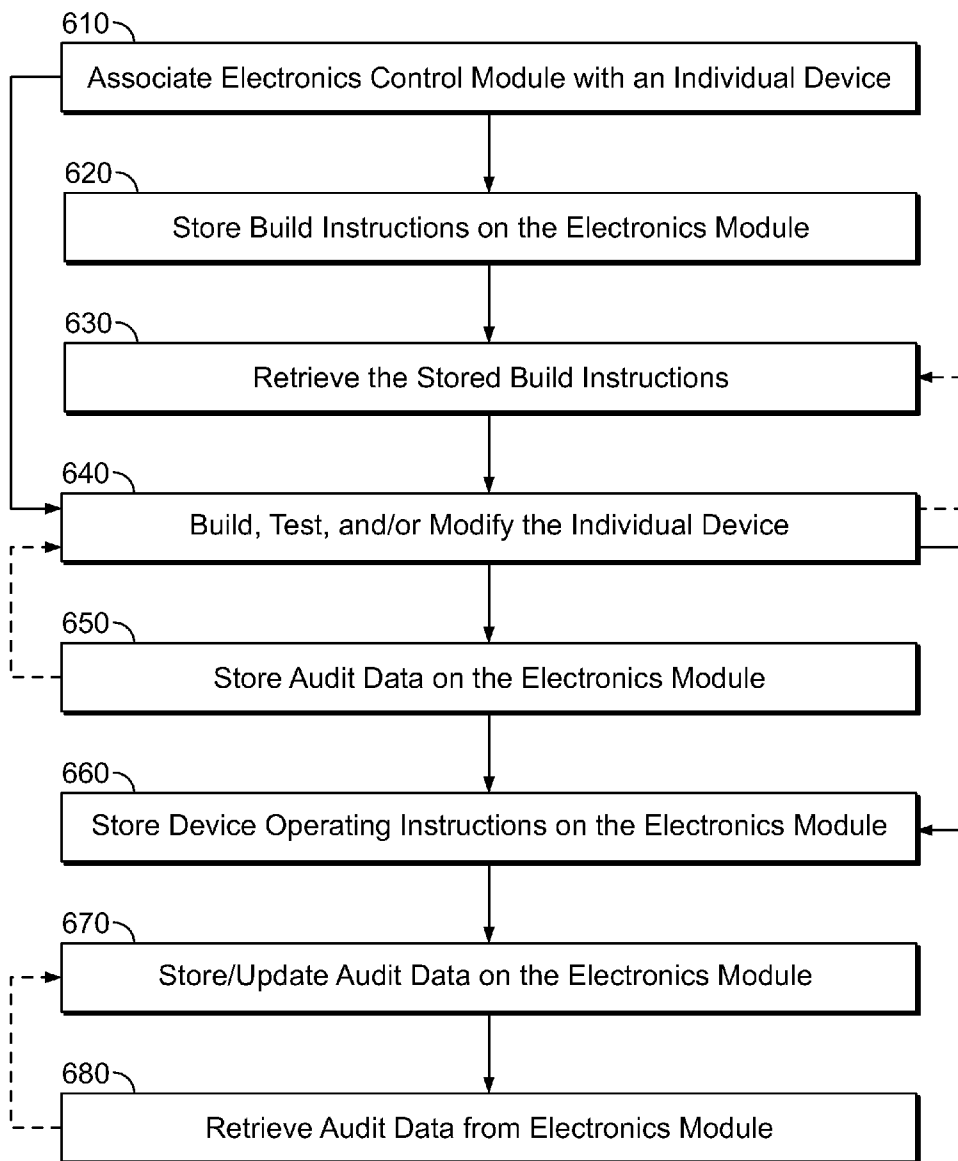 610
Associate Electronics Control Module with an Individual Device
620
Store Build Instructions on the Electronics Module
630
Retrieve the Stored Build Instructions
640
Build, Test, and/or Modify the Individual Device
650
Store Audit Data on the Electronics Module
660
Store Device Operating Instructions on the Electronics Module
670
Store/Update Audit Data on the Electronics Module
680
Retrieve Audit Data from Electronics Module